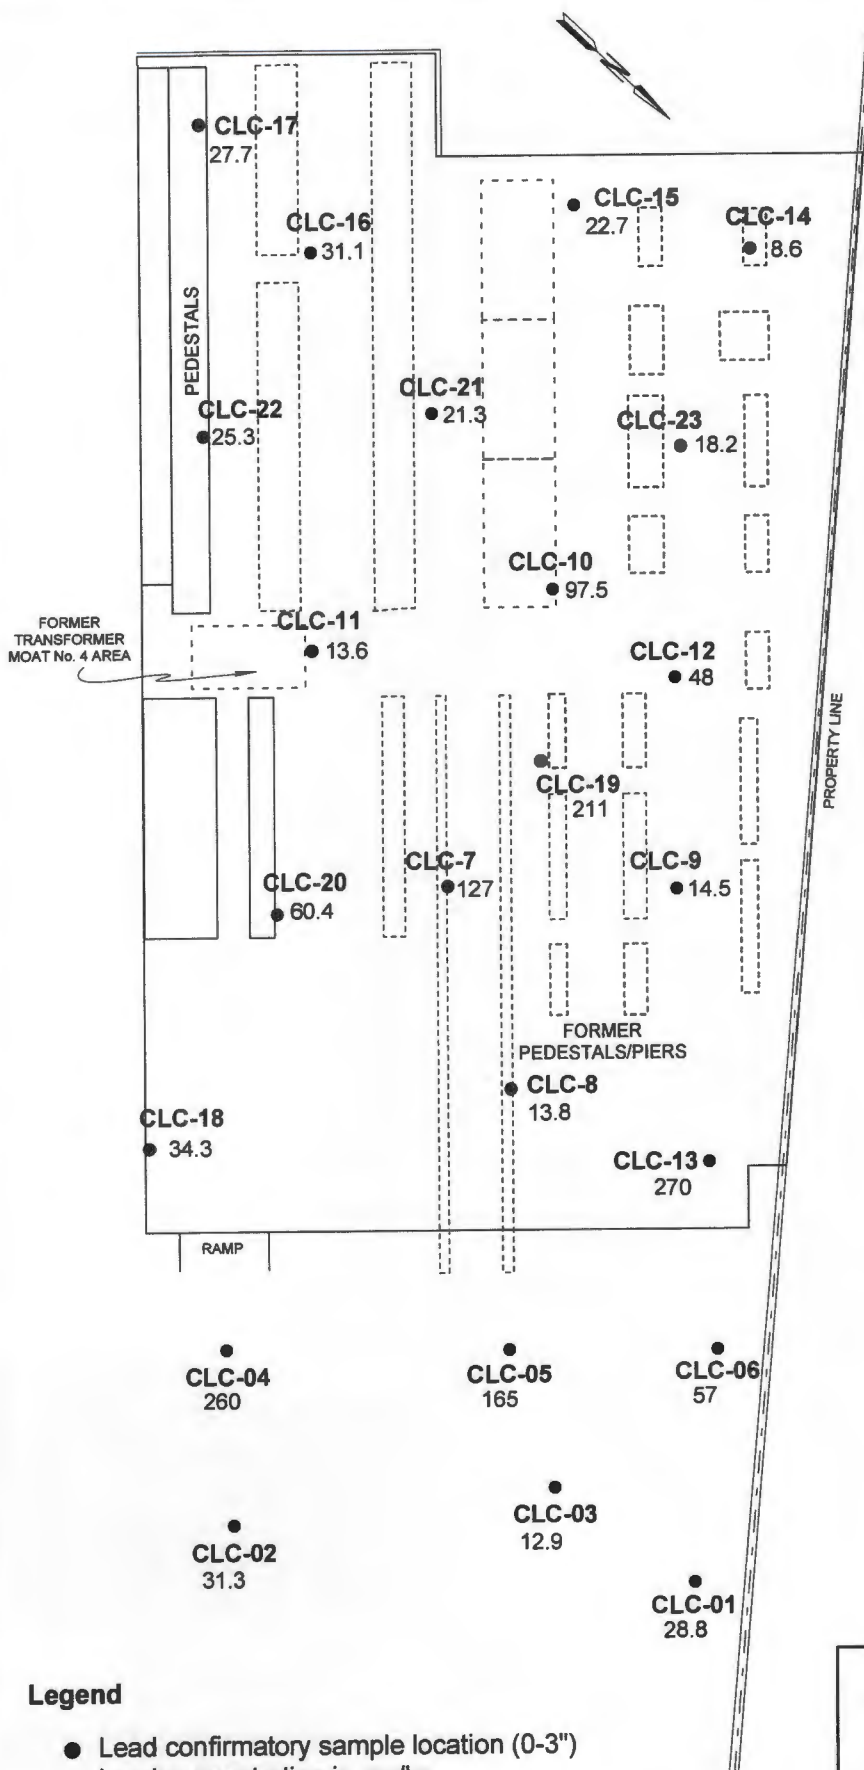 N
CLC-17
27.7
CLC-16
31.1
CLC-15
22.7
CLC-14
8.6
PEDESTALS
CLC-22
25.3
CLC-21
21.3
CLC-23
18.2
CLC-10
97.5
FORMER
TRANSFORMER
MOAT No. 4 AREA
CLC-11
13.6
CLC-12
48
PROPERTY LINE
CLC-19
211
CLC-20
60.4
CLC-7
127
CLC-9
14.5
FORMER
PEDESTALS/PIERS
CLC-8
13.8
CLC-18
34.3
CLC-13
270
RAMP
CLC-04
260
CLC-05
165
CLC-06
57
CLC-03
12.9
CLC-02
31.3
CLC-01
28.8
Legend
Lead confirmatory sample location (0-3")